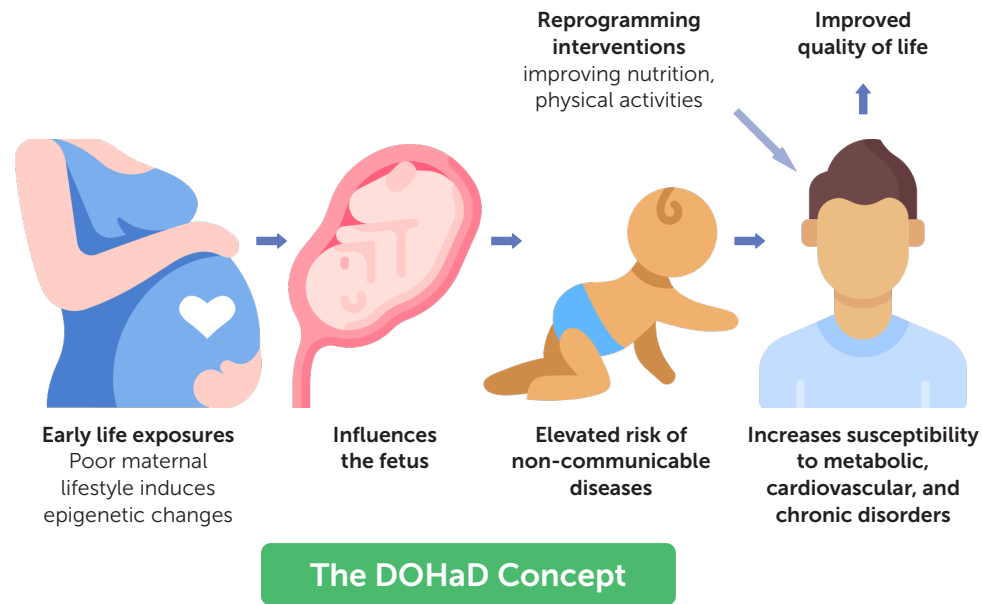 Reprogramming
interventions
improving nutrition,
physical activities
Improved
quality of life
Early life exposures
Poor maternal
lifestyle induces
epigenetic changes
Influences
the fetus
Elevated risk of
non-communicable
diseases
Increases susceptibility
to metabolic,
cardiovascular, and
chronic disorders
The DOHaD Concept